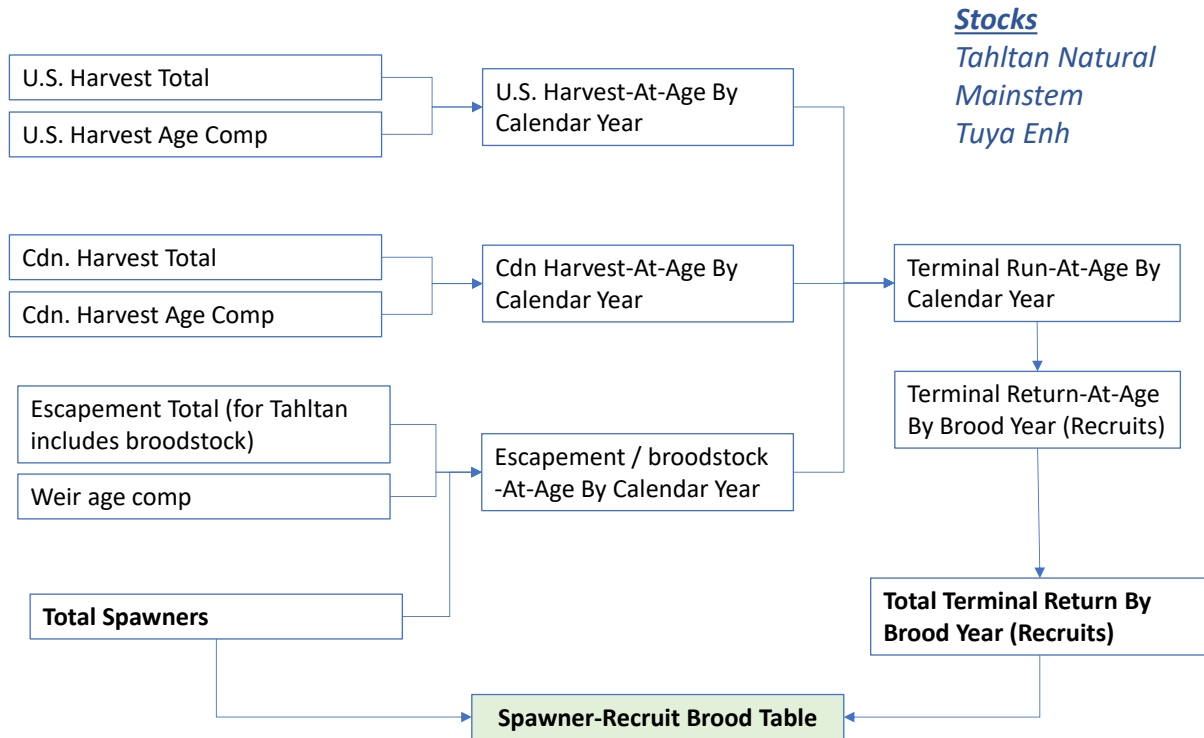 Stocks
Tahltan Natural
Mainstem
Tuya Enh
U.S. Harvest Total
U.S. Harvest Age Comp
U.S. Harvest-At-Age By
Calendar Year
Cdn. Harvest Total
Cdn. Harvest Age Comp
Cdn Harvest-At-Age By
Calendar Year
Terminal Run-At-Age By
Calendar Year
Escapement Total (for Tahltan
includes broodstock)
Weir age comp
Escapement / broodstock
-At-Age By Calendar Year
Terminal Return-At-Age
By Brood Year (Recruits)
Total Spawners
Total Terminal Return By
Brood Year (Recruits)
Spawner-Recruit Brood Table